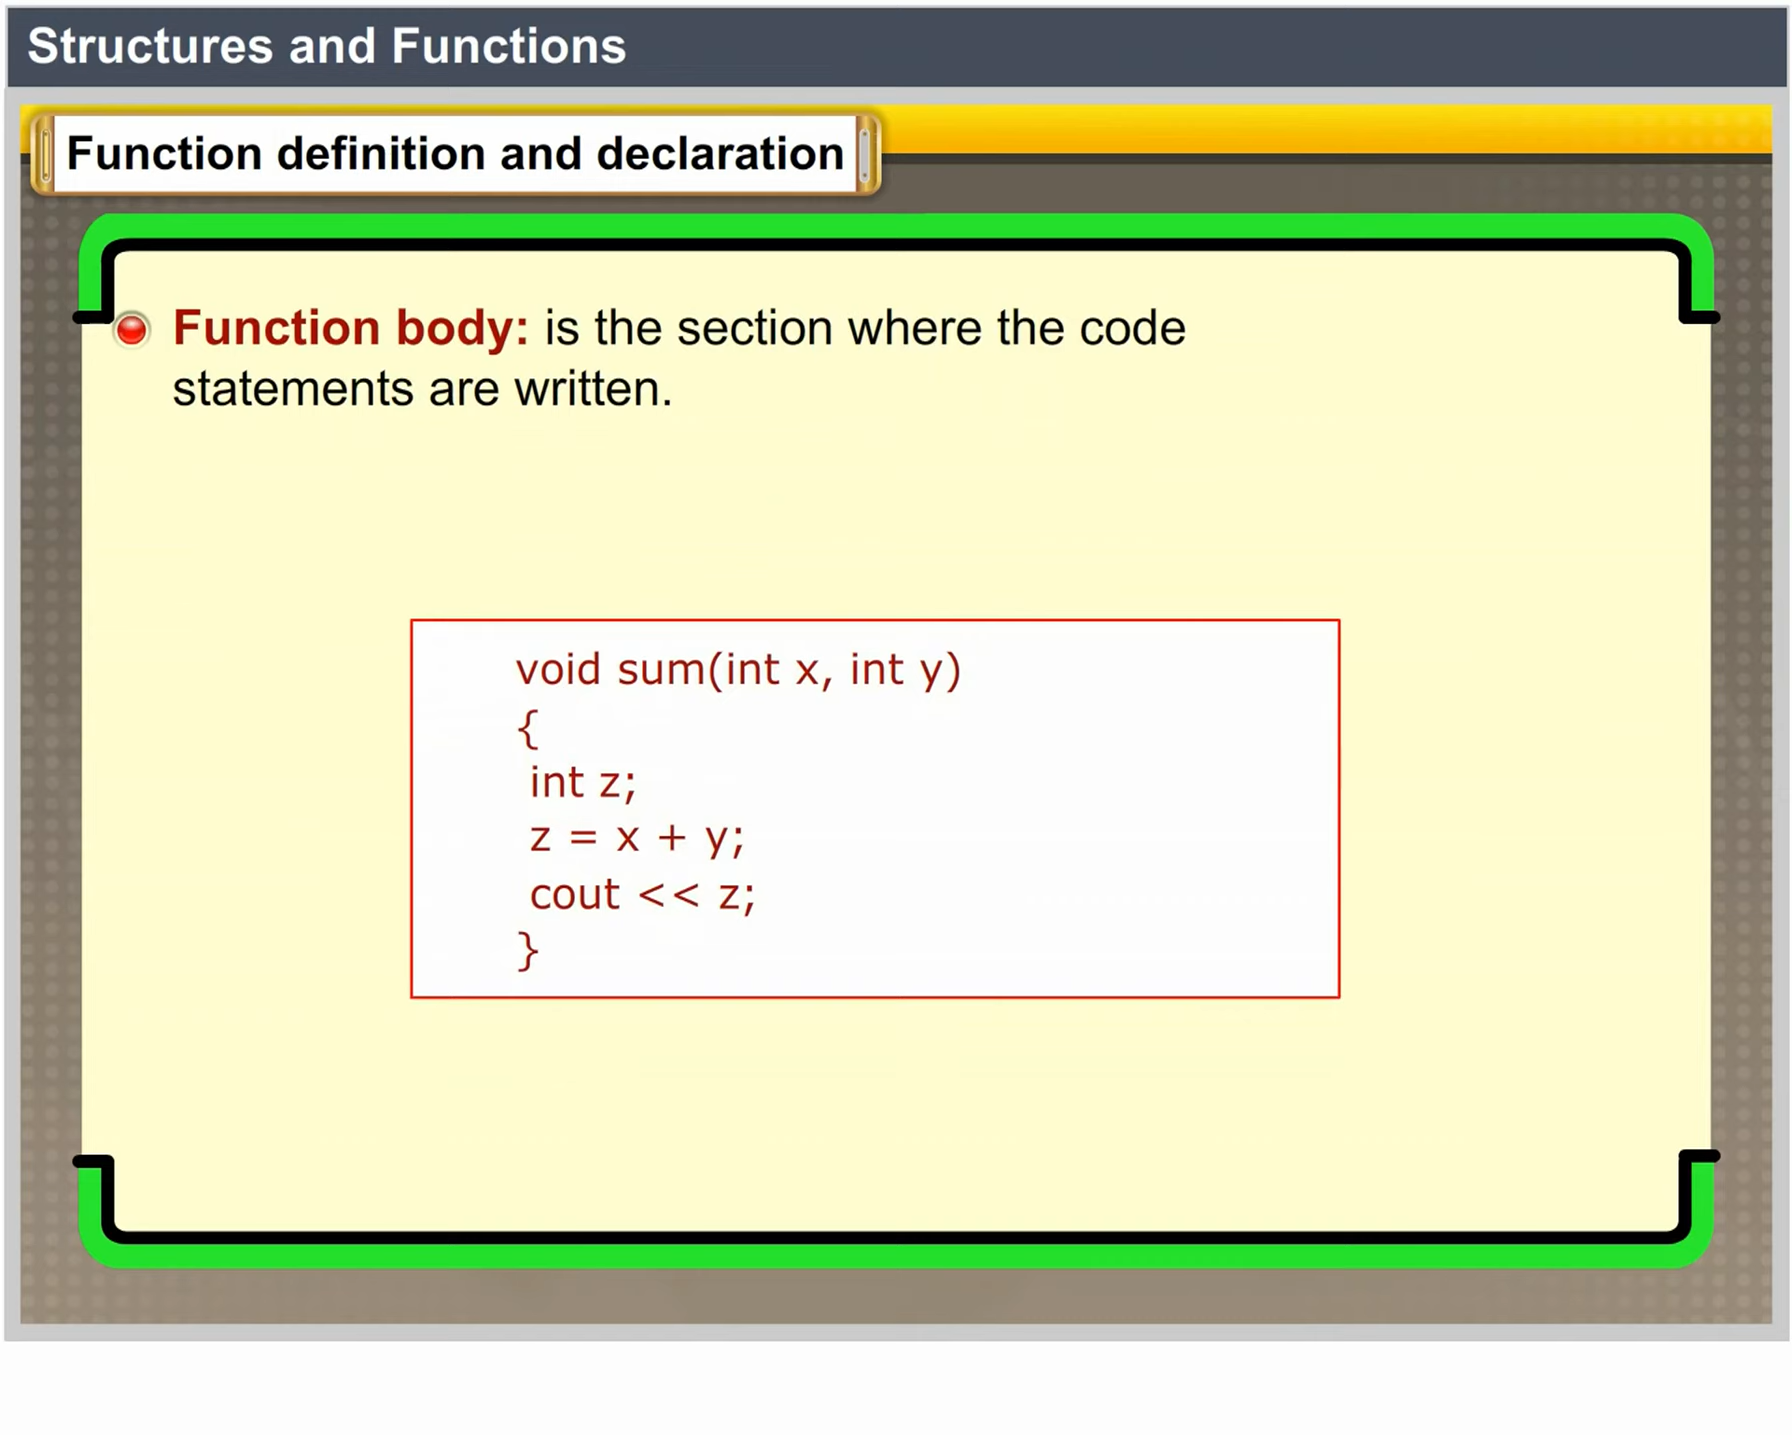 Structures and Functions
Function definition and declaration
Function body: is the section where the code
statements are written.
void sum(int x, int y)
{
int z;
z = x + y;
cout << z;
}